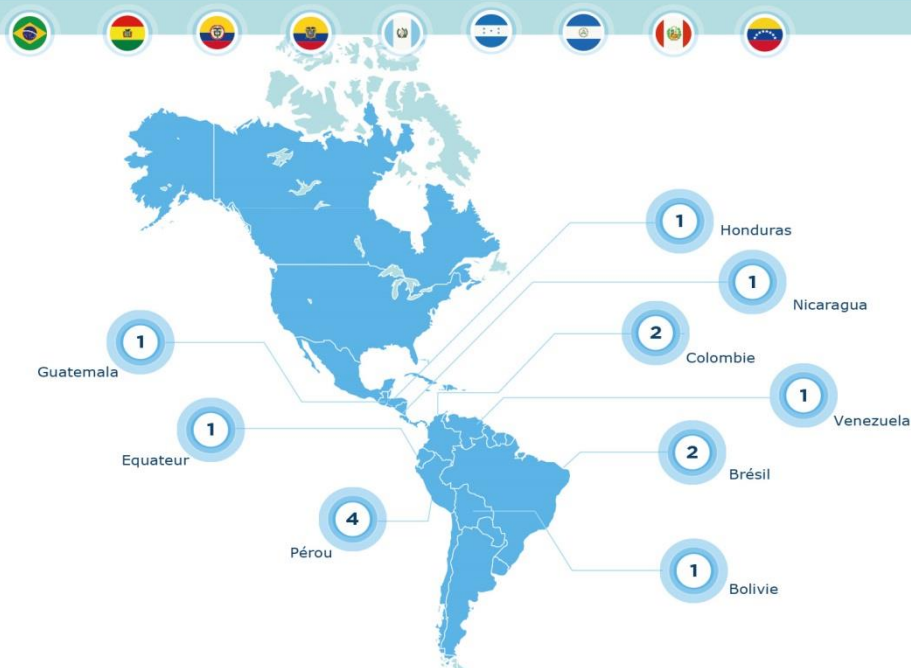 1
Honduras
1
Nicaragua
1
Guatemala
2
Colombie
1
Venezuela
1
Equateur
2
Brésil
4
Pérou
1
Bolivie